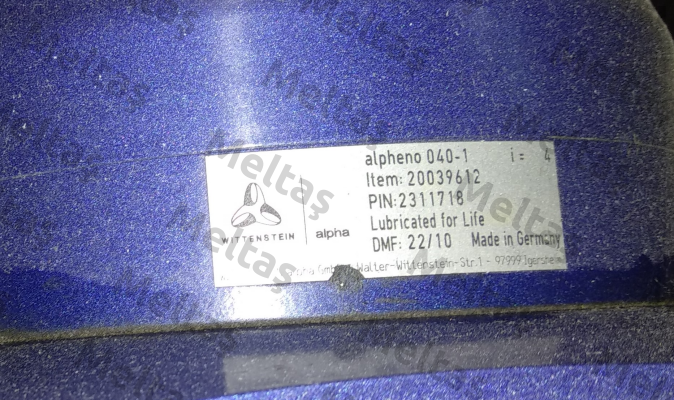 alpheno 040-1 i= 4
Item: 20039612
PIN:2311718
Lubricated for Life
DMF: 22/10 Made in Germany
WITTENSTEIN alpha
Walter-Wittenstein-Str.1 - 97999 Igersheim
Meltaş